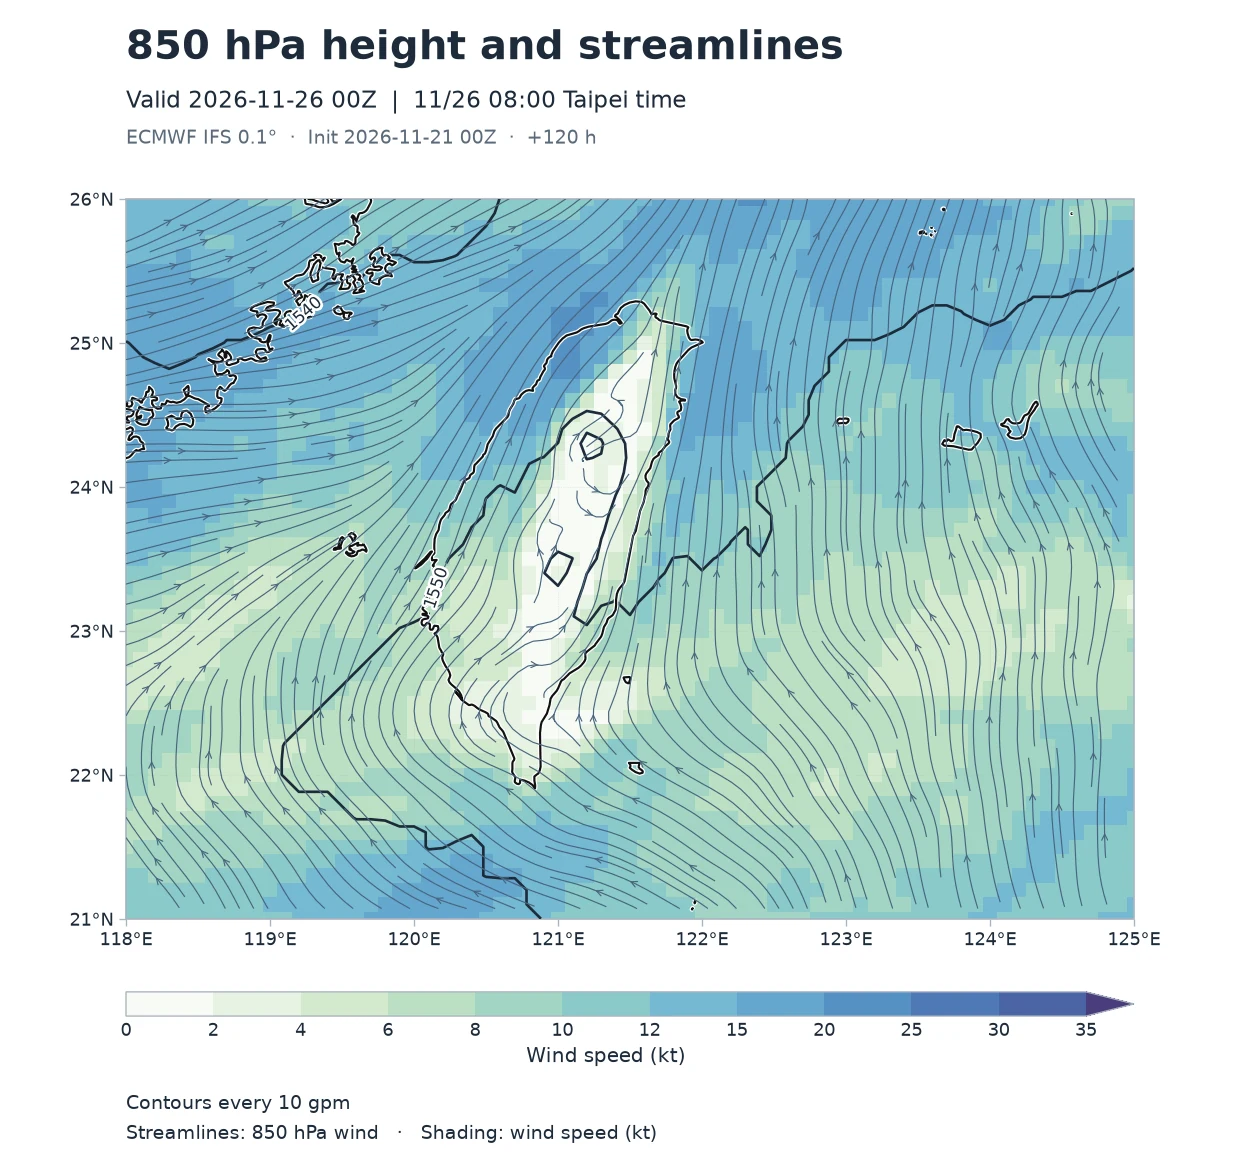 850 hPa height and streamlines
Valid 2026-11-26 00Z | 11/26 08:00 Taipei time
ECMWF IFS 0.1° · Init 2026-11-21 00Z · +120 h
26°N
25°N
24°N
23°N
22°N
21°N
1540
1550
118°E 119°E 120°E 121°E 122°E 123°E 124°E 125°E
0 2 4 6 8 10 12 15 20 25 30 35
Wind speed (kt)
Contours every 10 gpm
Streamlines: 850 hPa wind · Shading: wind speed (kt)